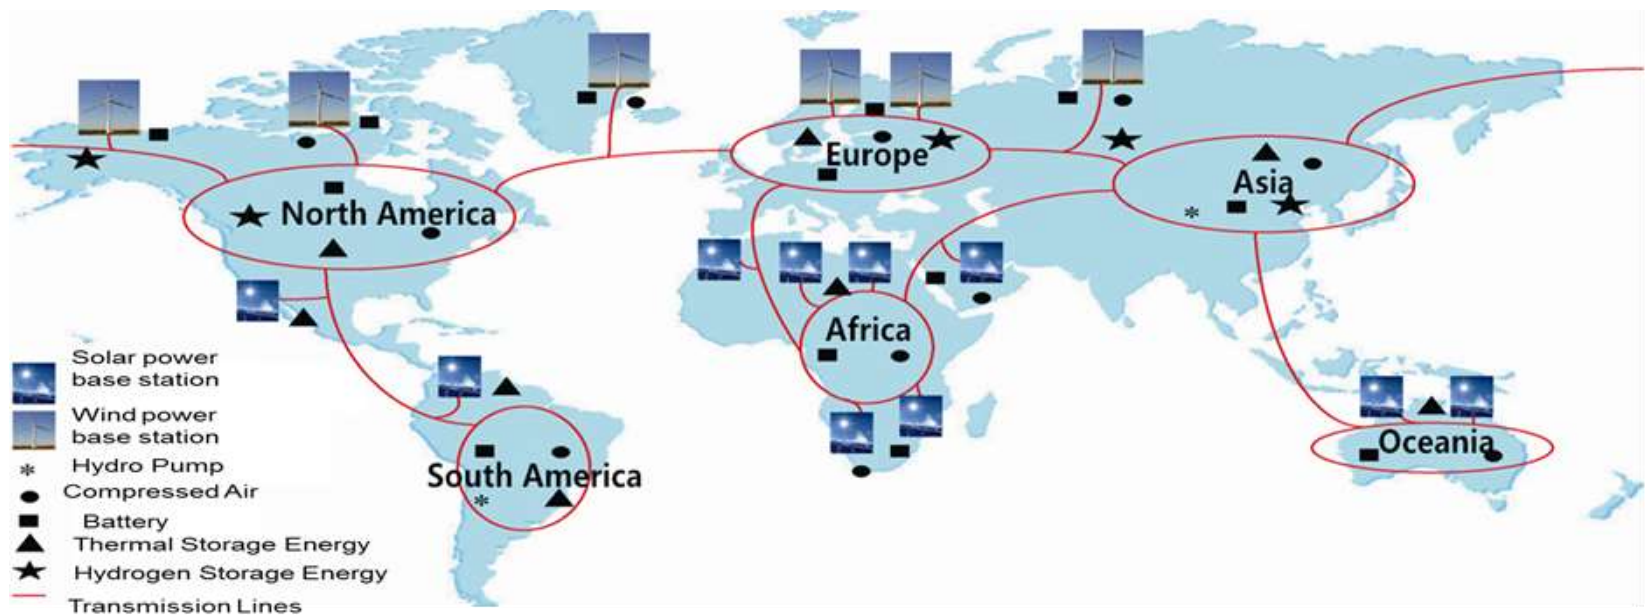 Europe
Asia
North America
Africa
Oceania
South America
Solar power
base station
Wind power
base station
Hydro Pump
Compressed Air
Battery
Thermal Storage Energy
Hydrogen Storage Energy
Transmission Lines